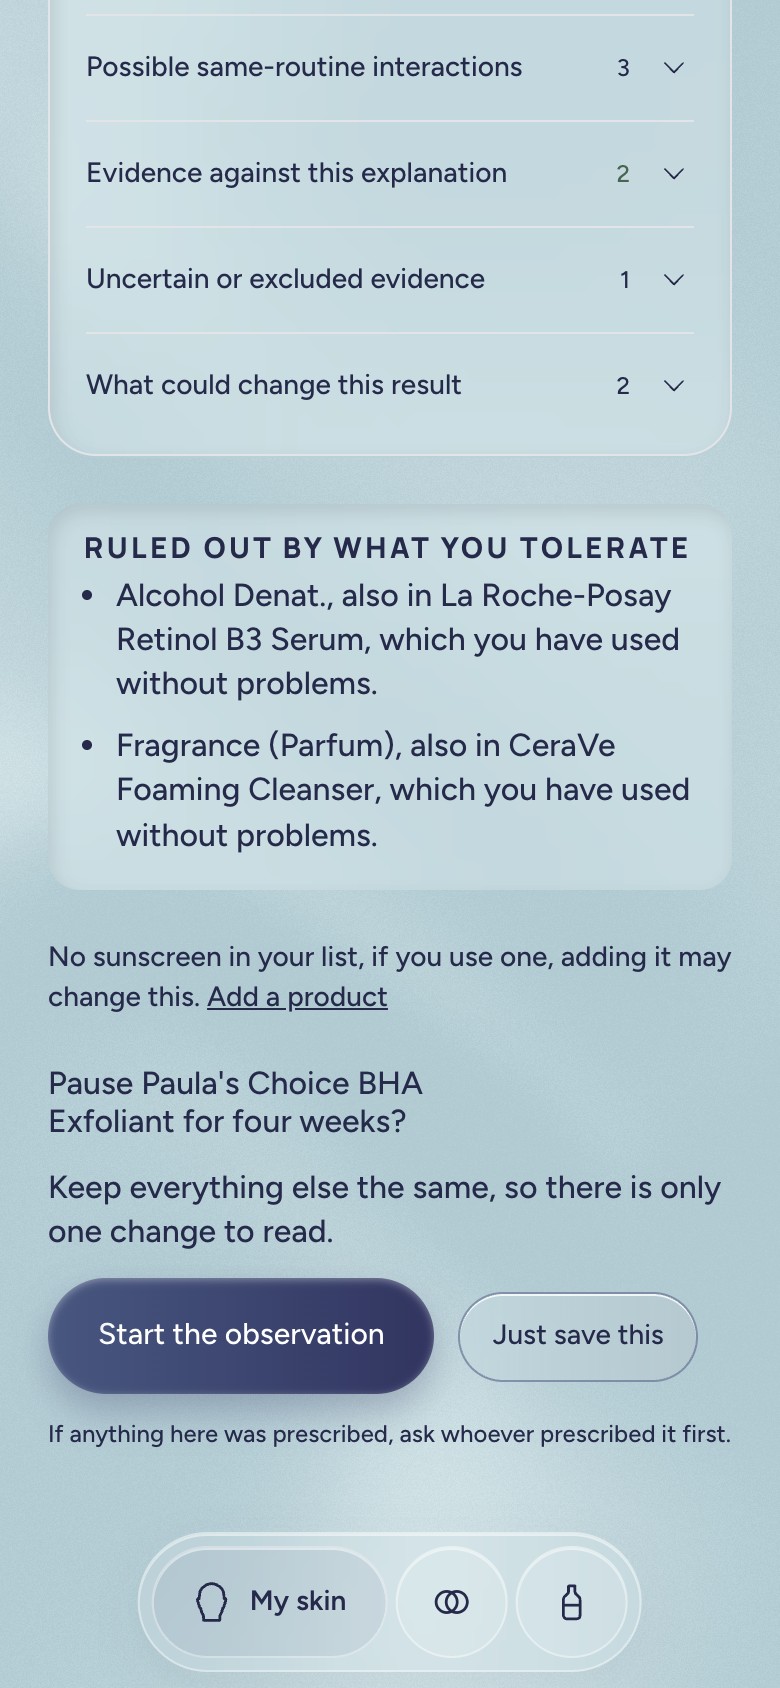 Possible same-routine interactions 3
Evidence against this explanation 2
Uncertain or excluded evidence 1
What could change this result 2
RULED OUT BY WHAT YOU TOLERATE
• Alcohol Denat., also in La Roche-Posay
Retinol B3 Serum, which you have used
without problems.
• Fragrance (Parfum), also in CeraVe
Foaming Cleanser, which you have used
without problems.
No sunscreen in your list, if you use one, adding it may
change this. Add a product
Pause Paula's Choice BHA
Exfoliant for four weeks?
Keep everything else the same, so there is only
one change to read.
Start the observation Just save this
If anything here was prescribed, ask whoever prescribed it first.
My skin